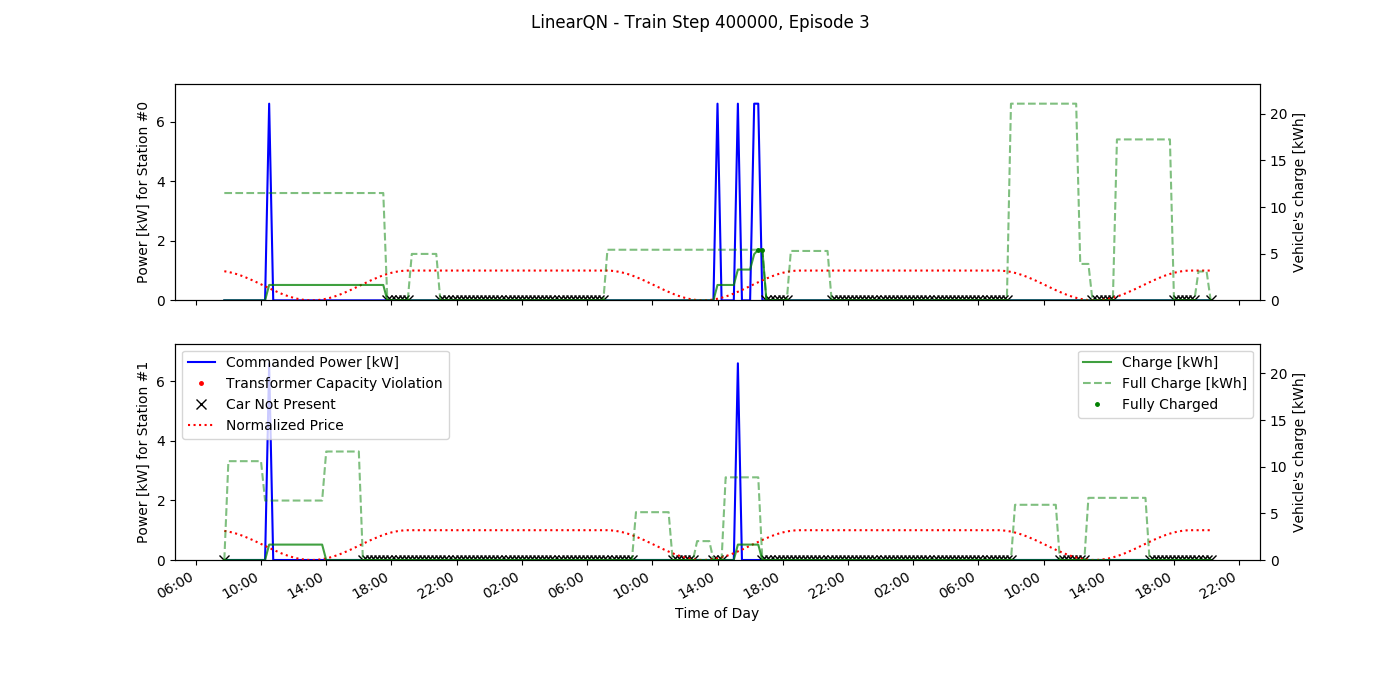 LinearQN - Train Step 400000, Episode 3
Power [kW] for Station #0
6
4
2
0
20
15
10
5
0
Vehicle's charge [kWh]
Power [kW] for Station #1
6
4
2
0
Commanded Power [kW]
Transformer Capacity Violation
Car Not Present
Normalized Price
Charge [kWh]
Full Charge [kWh]
Fully Charged
20
15
10
5
0
Vehicle's charge [kWh]
06:00 10:00 14:00 18:00 22:00 02:00 06:00 10:00 14:00 18:00 22:00 02:00 06:00 10:00 14:00 18:00 22:00
Time of Day